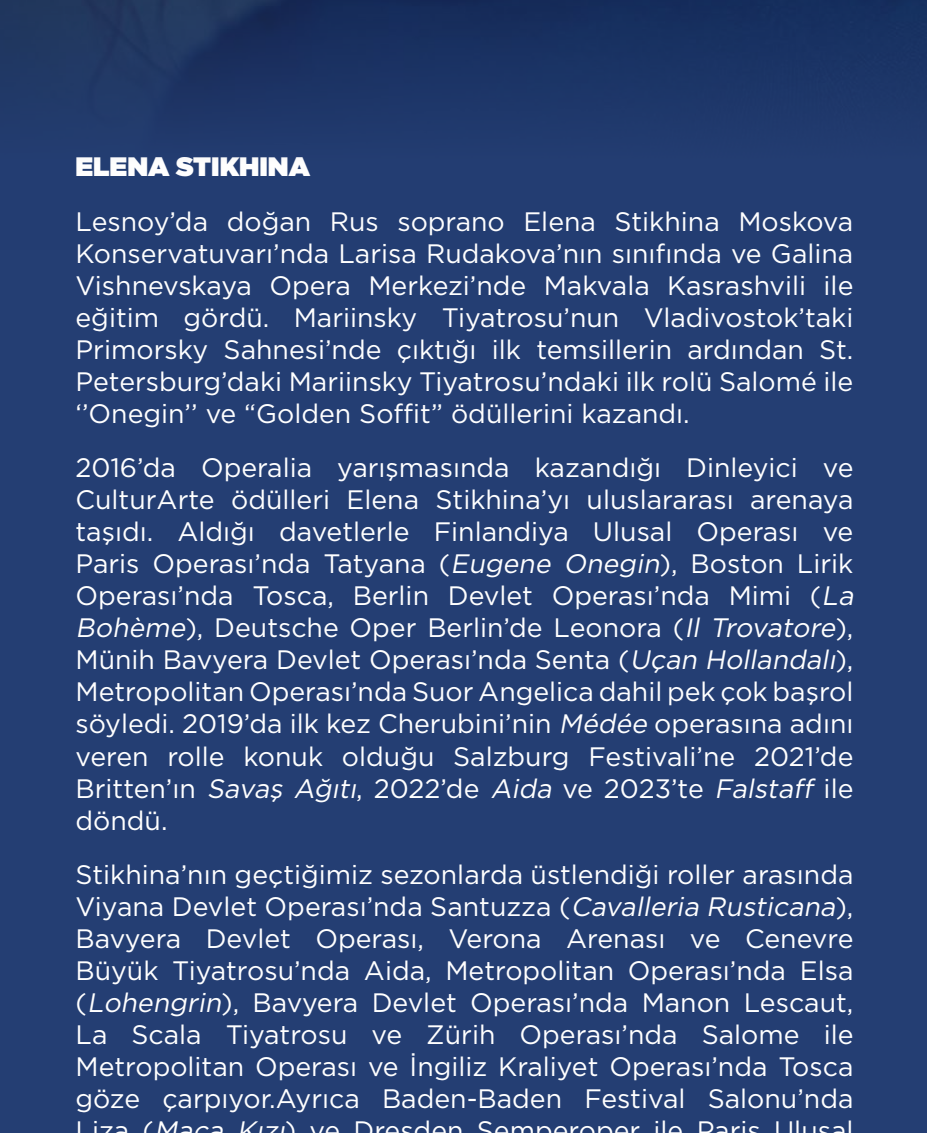 ELENA STIKHINA
Lesnoy’da doğan Rus soprano Elena Stikhina Moskova
Konservatuvarı’nda Larisa Rudakova’nın sınıfında ve Galina
Vishnevskaya Opera Merkezi’nde Makvala Kasrashvili ile
eğitim gördü. Mariinsky Tiyatrosu’nun Vladivostok’taki
Primorsky Sahnesi’nde çıktığı ilk temsillerin ardından St.
Petersburg’daki Mariinsky Tiyatrosu’ndaki ilk rolü Salomé ile
‘’Onegin’’ ve “Golden Soffit” ödüllerini kazandı.
2016’da Operalia yarışmasında kazandığı Dinleyici ve
CulturArte ödülleri Elena Stikhina’yı uluslararası arenaya
taşıdı. Aldığı davetlerle Finlandiya Ulusal Operası ve
Paris Operası’nda Tatyana (Eugene Onegin), Boston Lirik
Operası’nda Tosca, Berlin Devlet Operası’nda Mimi (La
Bohème), Deutsche Oper Berlin’de Leonora (Il Trovatore),
Münih Bavyera Devlet Operası’nda Senta (Uçan Hollandalı),
Metropolitan Operası’nda Suor Angelica dahil pek çok başrol
söyledi. 2019’da ilk kez Cherubini’nin Médée operasına adını
veren rolle konuk olduğu Salzburg Festivali’ne 2021’de
Britten’ın Savaş Ağıtı, 2022’de Aida ve 2023’te Falstaff ile
döndü.
Stikhina’nın geçtiğimiz sezonlarda üstlendiği roller arasında
Viyana Devlet Operası’nda Santuzza (Cavalleria Rusticana),
Bavyera Devlet Operası, Verona Arenası ve Cenevre
Büyük Tiyatrosu’nda Aida, Metropolitan Operası’nda Elsa
(Lohengrin), Bavyera Devlet Operası’nda Manon Lescaut,
La Scala Tiyatrosu ve Zürih Operası’nda Salome ile
Metropolitan Operası ve İngiliz Kraliyet Operası’nda Tosca
göze çarpıyor.Ayrıca Baden-Baden Festival Salonu’nda
Liza (Maça Kızı) ve Dresden Semperoper ile Paris Ulusal